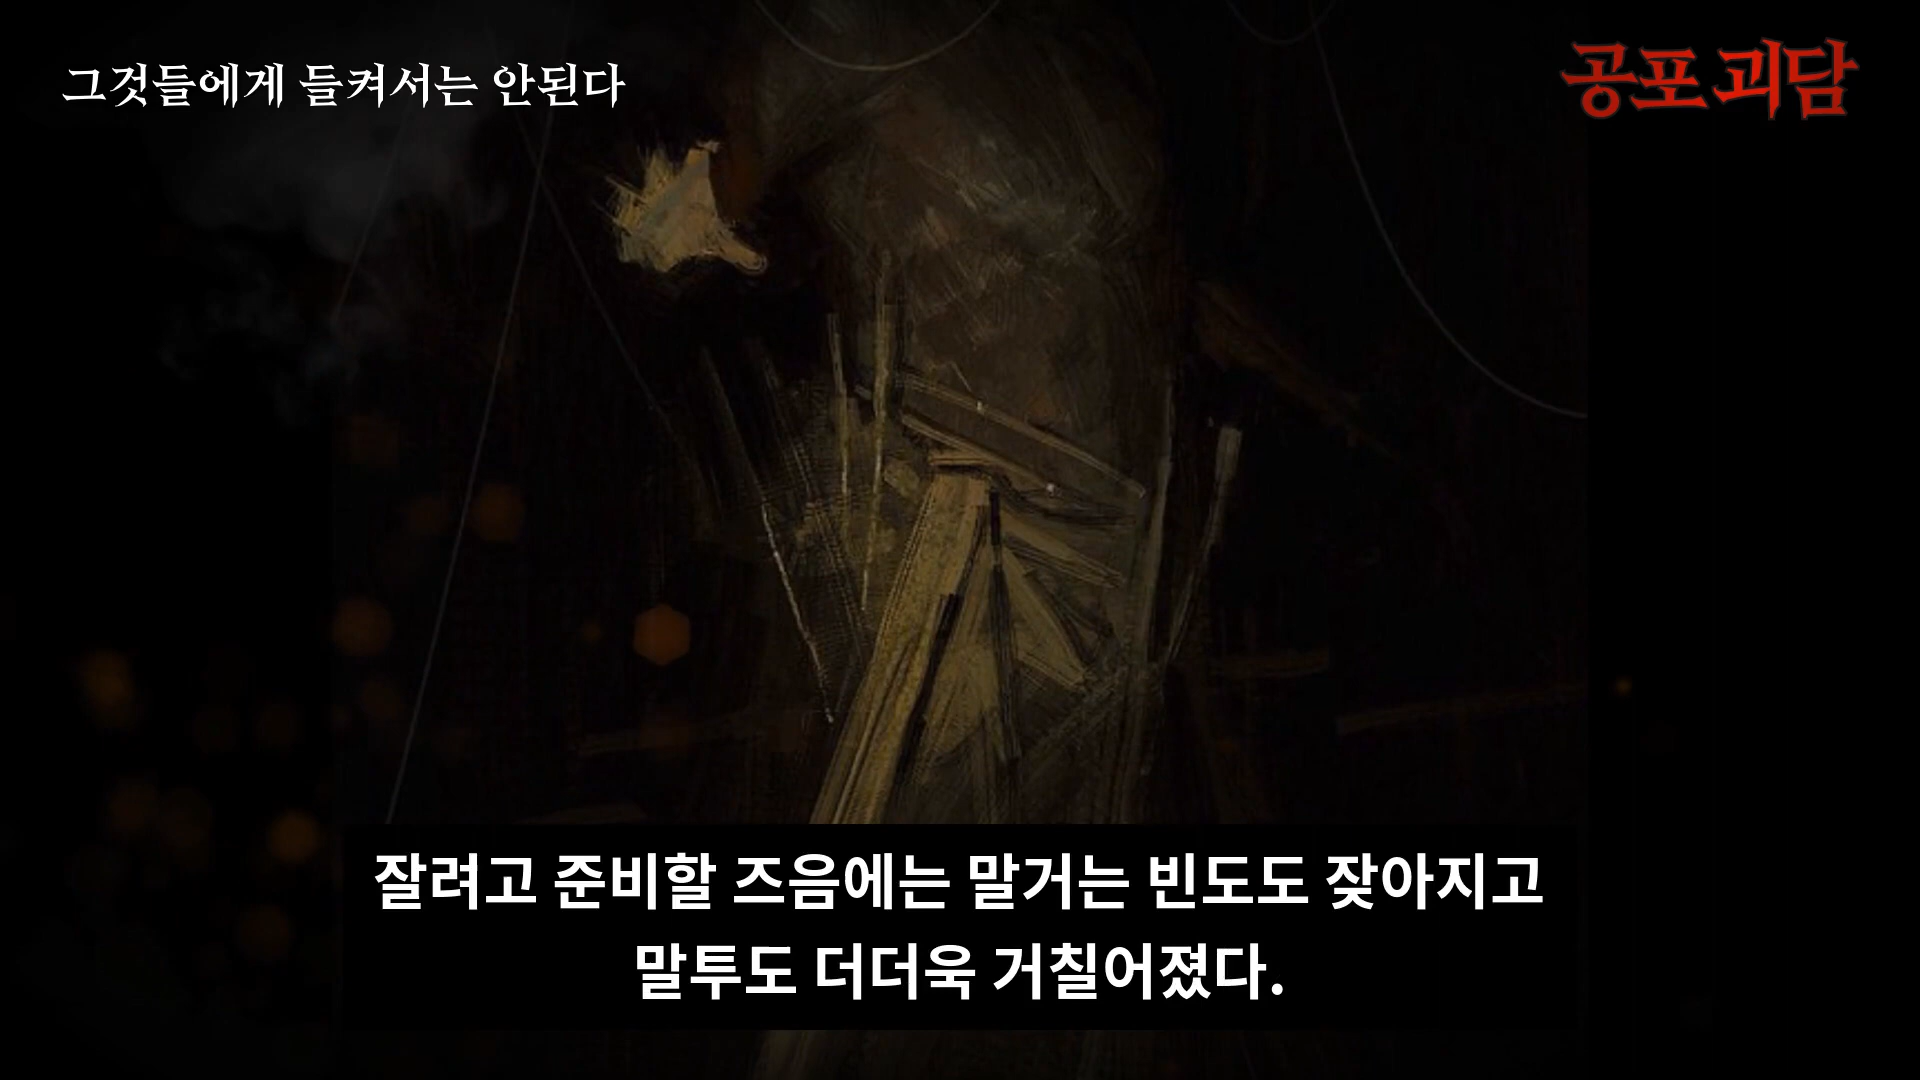 그것들에게 들켜서는 안된다
공포 괴담
잘려고 준비할 즈음에는 말거는 빈도도 잦아지고
말투도 더더욱 거칠어졌다.